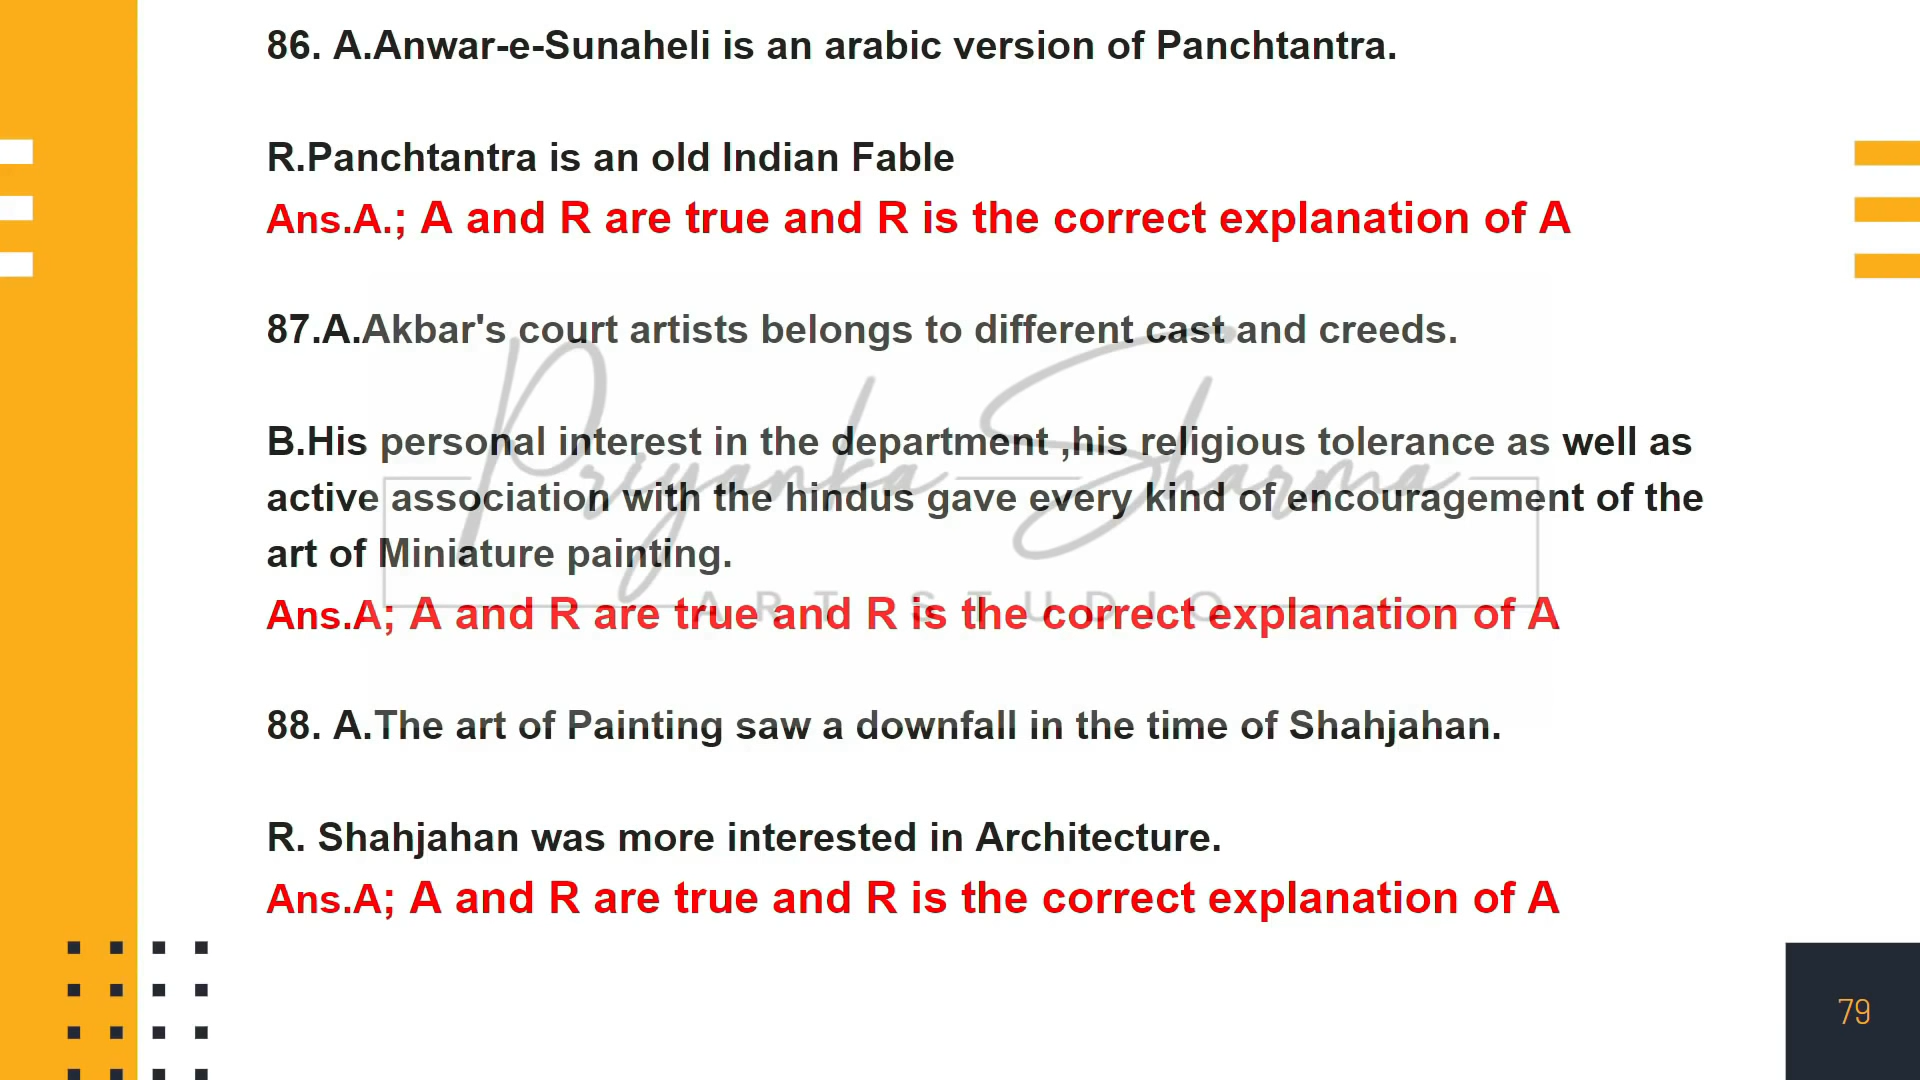 86. A.Anwar-e-Sunaheli is an arabic version of Panchtantra.
R.Panchtantra is an old Indian Fable
Ans.A.; A and R are true and R is the correct explanation of A
87.A.Akbar's court artists belongs to different cast and creeds.
B.His personal interest in the department ,his religious tolerance as well as
active association with the hindus gave every kind of encouragement of the
art of Miniature painting.
Ans.A; A and R are true and R is the correct explanation of A
88. A.The art of Painting saw a downfall in the time of Shahjahan.
R. Shahjahan was more interested in Architecture.
Ans.A; A and R are true and R is the correct explanation of A
Priyanka Sharma
ART STUDIO
79